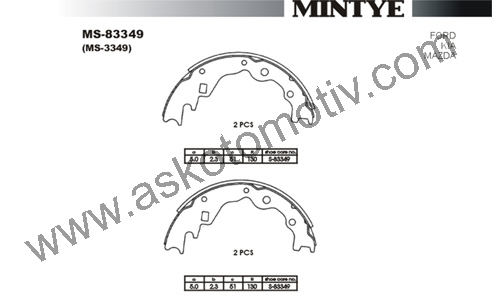 MINTYE
MS-83349
(MS-3349)
FORD
KIA
MAZDA
2 PCS
a b c R shoe core no.
5.0 2.3 51 130 S-83349
www.askotomotiv.com
2 PCS
a b c R shoe core no.
5.0 2.3 51 130 S-83349